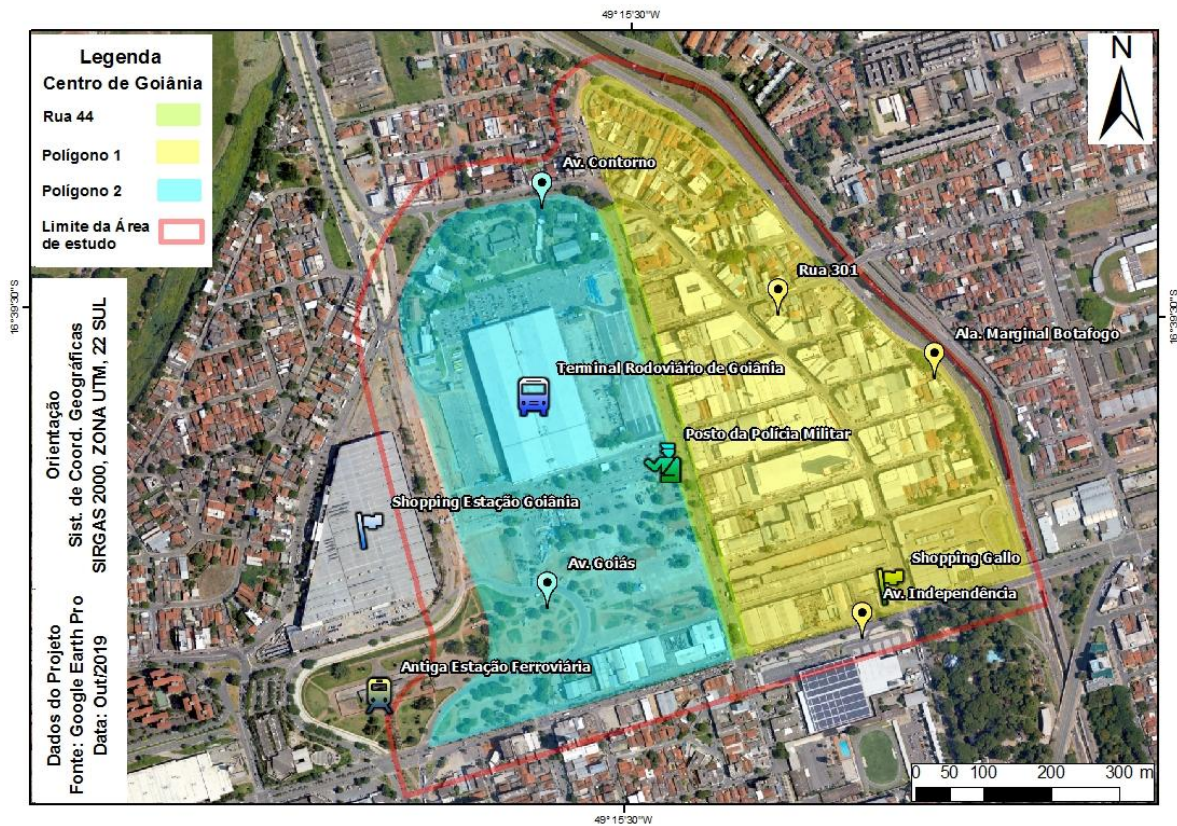 49° 15'30"W
Legenda
Centro de Goiânia
Rua 44
Polígono 1
Polígono 2
Limite da Área
de estudo
N
Av. Contorno
Rua 301
16°39'30"S
16°39'30"S
Ala. Marginal Botafogo
Terminal Rodoviário de Goiânia
Posto da Polícia Militar
Shopping Estação Goiânia
Shopping Gallo
Av. Goiás
Av. Independência
Antiga Estação Ferroviária
Orientação
Sist. de Coord. Geográficas
SIRGAS 2000, ZONA UTM, 22 SUL
Dados do Projeto
Fonte: Google Earth Pro
Data: Out/2019
0 50 100 200 300 m
49° 15'30"W